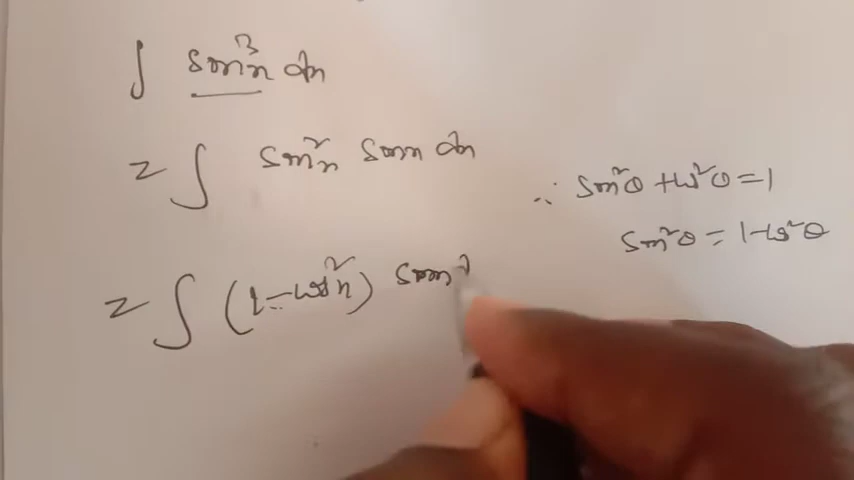 ∫ sin³x dx
= ∫ sin²x sinx dx
∴ sin²θ + cos²θ = 1
sin²θ = 1 - cos²θ
= ∫ (1 - cos²x) sin